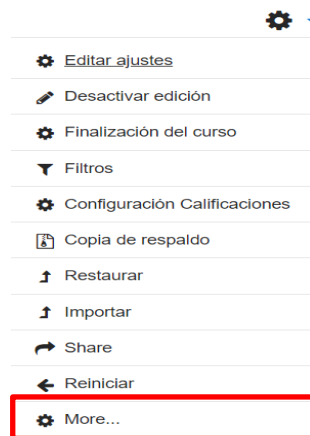 Editar ajustes
Desactivar edición
Finalización del curso
Filtros
Configuración Calificaciones
Copia de respaldo
Restaurar
Importar
Share
Reiniciar
More...